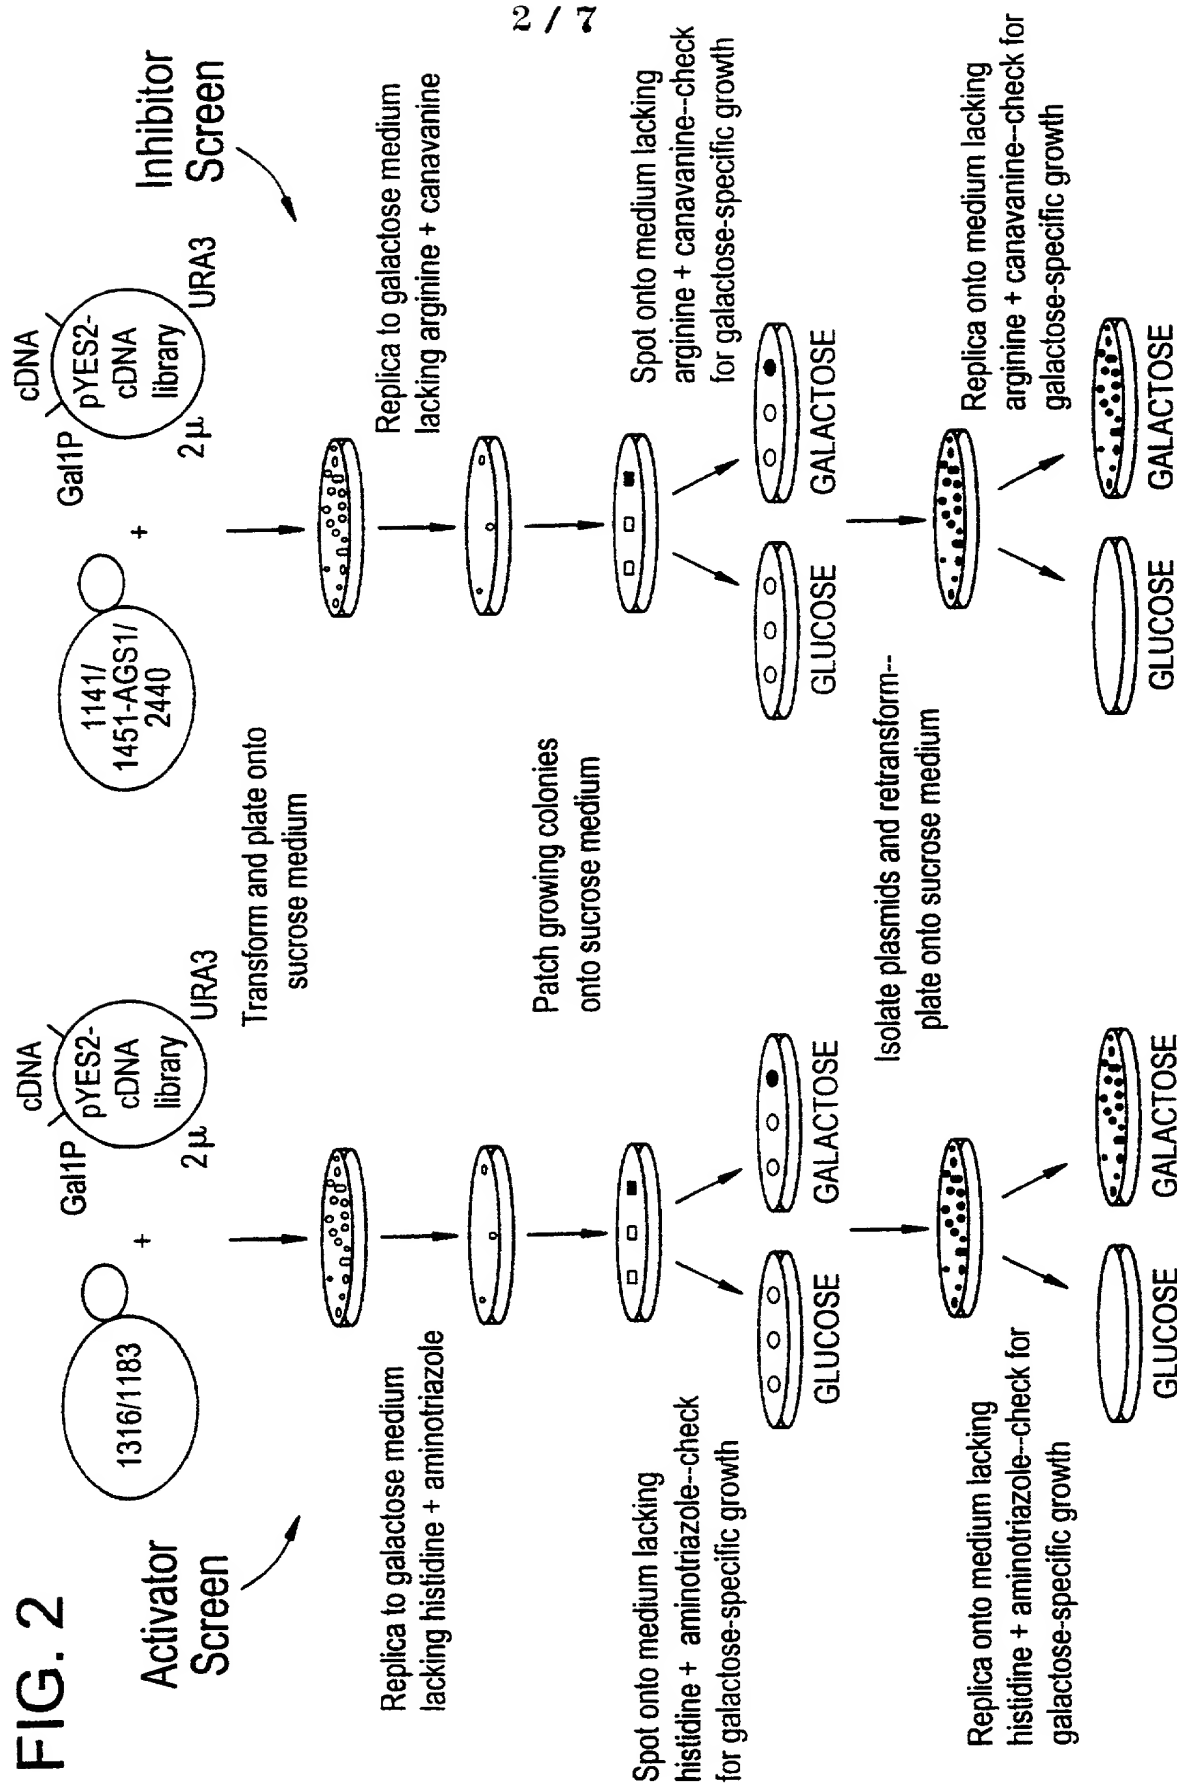 2 / 7
FIG. 2
Activator
Screen
1316/1183
+
Gal1P
cDNA
pYES2-
cDNA
library
2µ
URA3
Transform and plate onto
sucrose medium
Replica to galactose medium
lacking histidine + aminotriazole
Patch growing colonies
onto sucrose medium
Spot onto medium lacking
histidine + aminotriazole--check
for galactose-specific growth
GLUCOSE
GALACTOSE
Isolate plasmids and retransform--
plate onto sucrose medium
Replica onto medium lacking
histidine + aminotriazole--check for
galactose-specific growth
GLUCOSE
GALACTOSE
Inhibitor
Screen
1141/
1451-AGS1/
2440
+
Gal1P
cDNA
pYES2-
cDNA
library
2µ
URA3
Replica to galactose medium
lacking arginine + canavanine
Spot onto medium lacking
arginine + canavanine--check
for galactose-specific growth
GLUCOSE
GALACTOSE
Replica onto medium lacking
arginine + canavanine--check for
galactose-specific growth
GLUCOSE
GALACTOSE